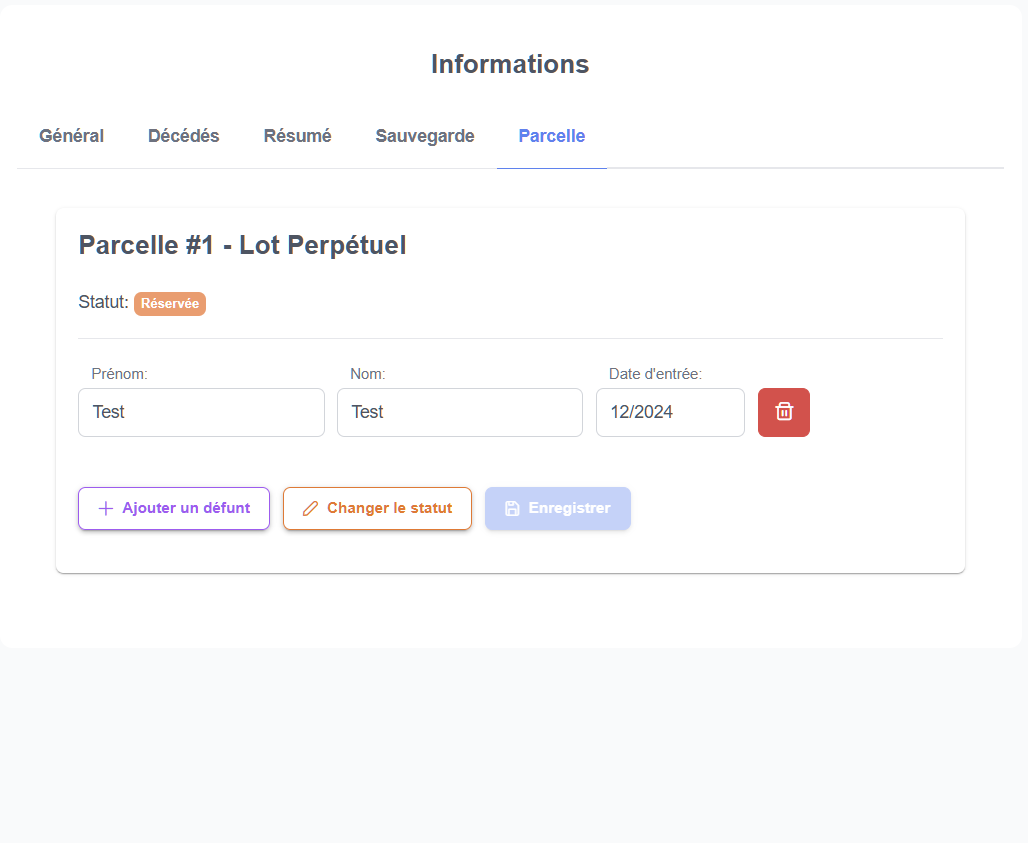 Informations
Général Décédés Résumé Sauvegarde Parcelle
Parcelle #1 - Lot Perpétuel
Statut: Réservée
Prénom: Nom: Date d'entrée:
Test Test 12/2024
Ajouter un défunt Changer le statut Enregistrer